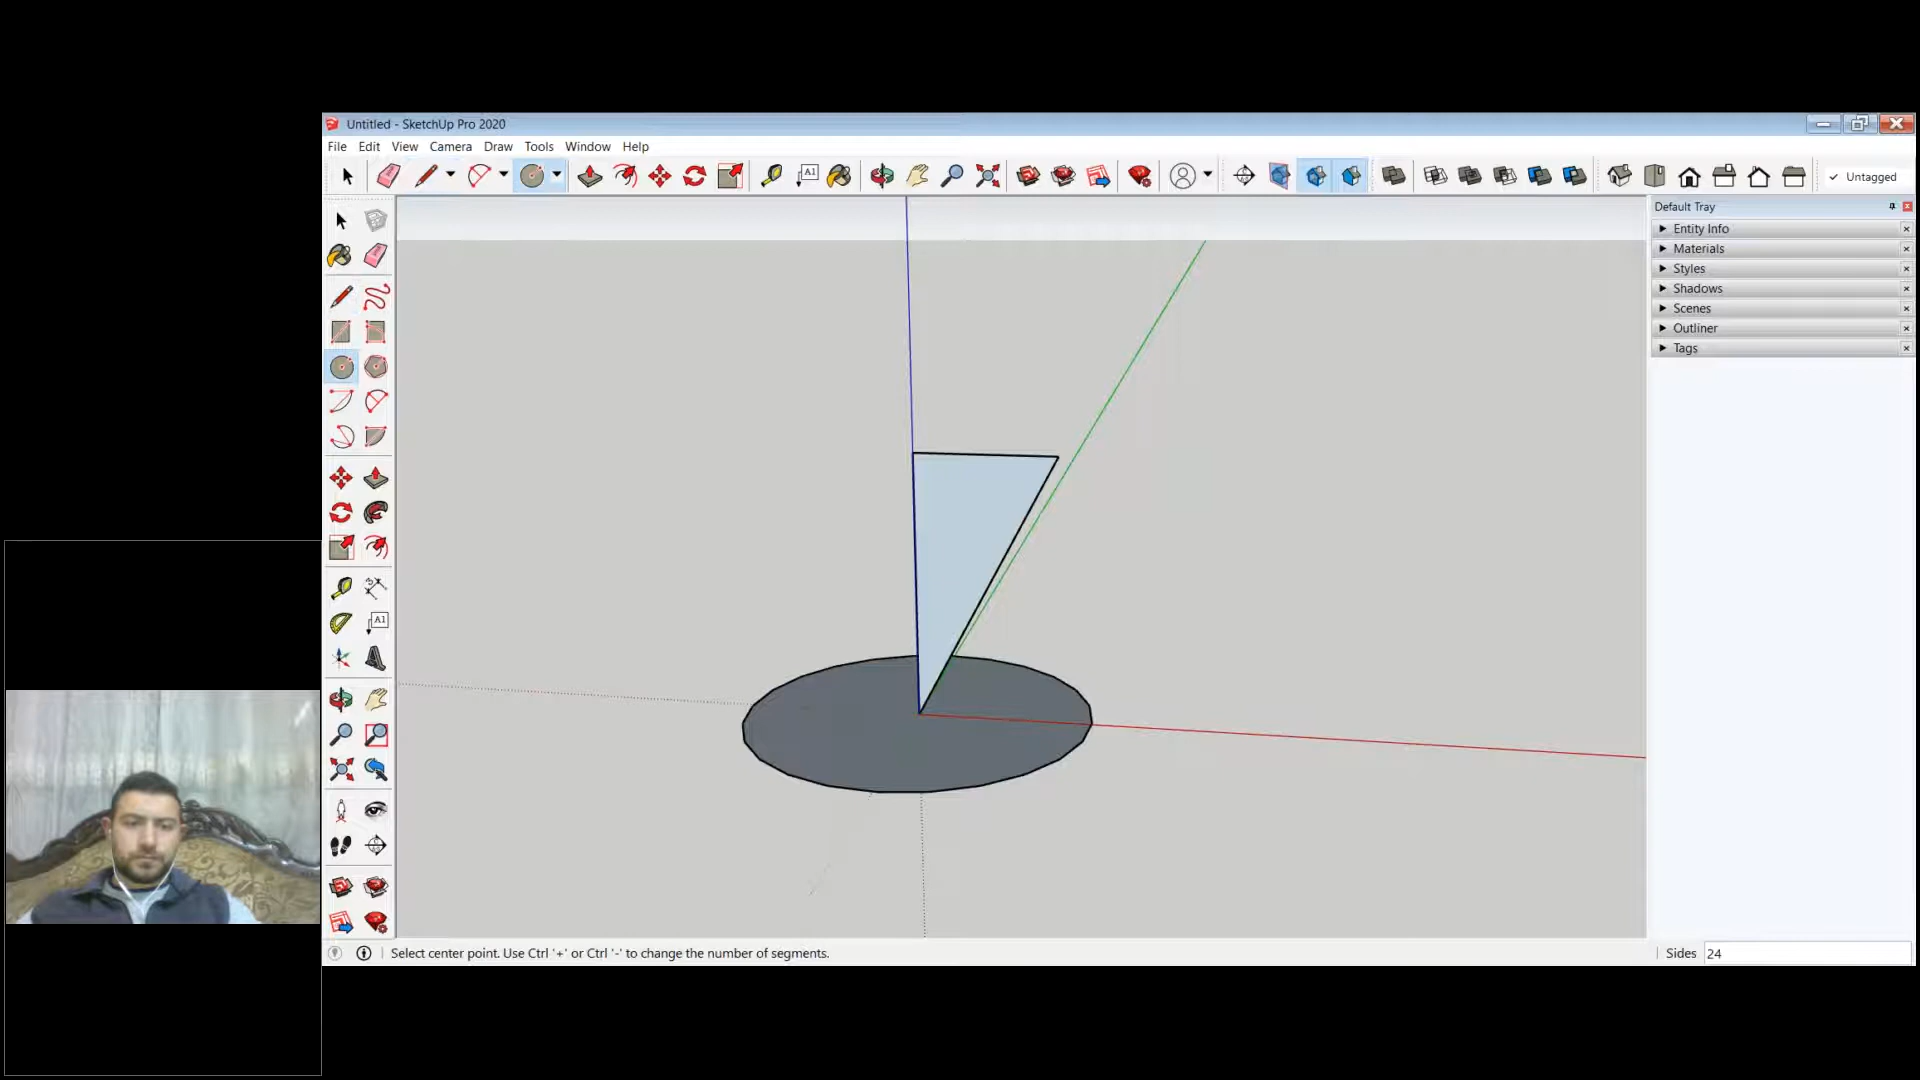 Untitled - SketchUp Pro 2020
File Edit View Camera Draw Tools Window Help
A1
Untagged
Default Tray
Entity Info
Materials
Styles
Shadows
Scenes
Outliner
Tags
A1
Select center point. Use Ctrl '+' or Ctrl '-' to change the number of segments.
Sides 24